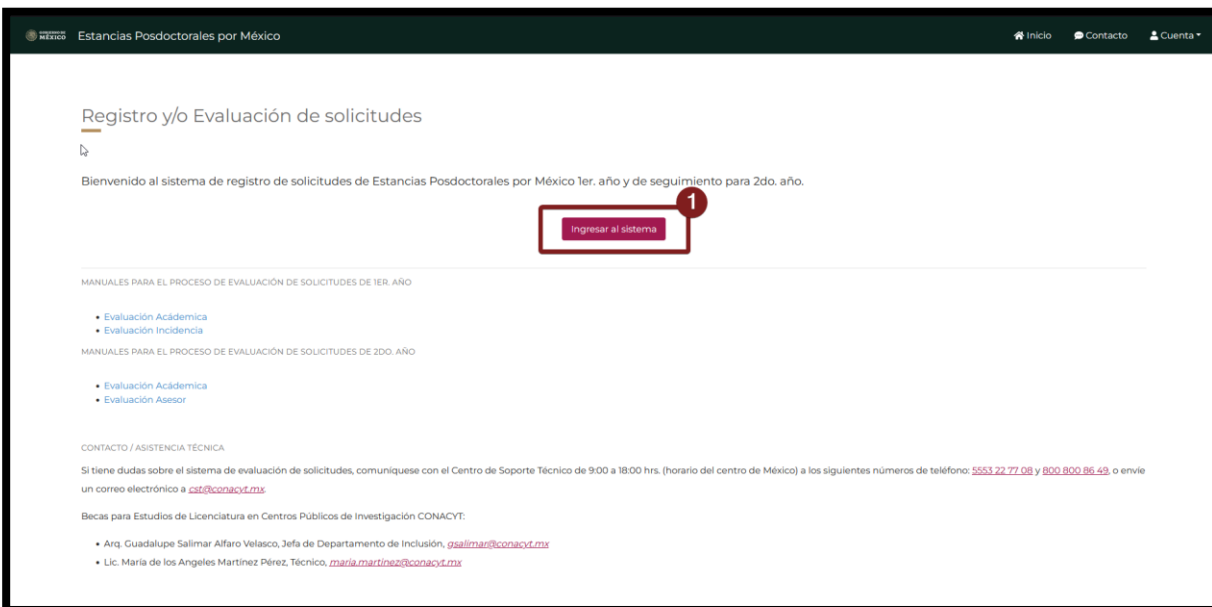 GOBIERNO DE MÉXICO Estancias Posdoctorales por México Inicio Contacto Cuenta
Registro y/o Evaluación de solicitudes
Bienvenido al sistema de registro de solicitudes de Estancias Posdoctorales por México 1er. año y de seguimiento para 2do. año.
1
Ingresar al sistema
MANUALES PARA EL PROCESO DE EVALUACIÓN DE SOLICITUDES DE 1ER. AÑO
• Evaluación Acádemica
• Evaluación Incidencia
MANUALES PARA EL PROCESO DE EVALUACIÓN DE SOLICITUDES DE 2DO. AÑO
• Evaluación Acádemica
• Evaluación Asesor
CONTACTO / ASISTENCIA TÉCNICA
Si tiene dudas sobre el sistema de evaluación de solicitudes, comuníquese con el Centro de Soporte Técnico de 9:00 a 18:00 hrs. (horario del centro de México) a los siguientes números de teléfono: 5553 22 77 08 y 800 800 86 49, o envíe
un correo electrónico a cst@conacyt.mx.
Becas para Estudios de Licenciatura en Centros Públicos de Investigación CONACYT:
• Arq. Guadalupe Salimar Alfaro Velasco, Jefa de Departamento de Inclusión, gsalimar@conacyt.mx
• Lic. María de los Angeles Martínez Pérez, Técnico, maria.martinez@conacyt.mx